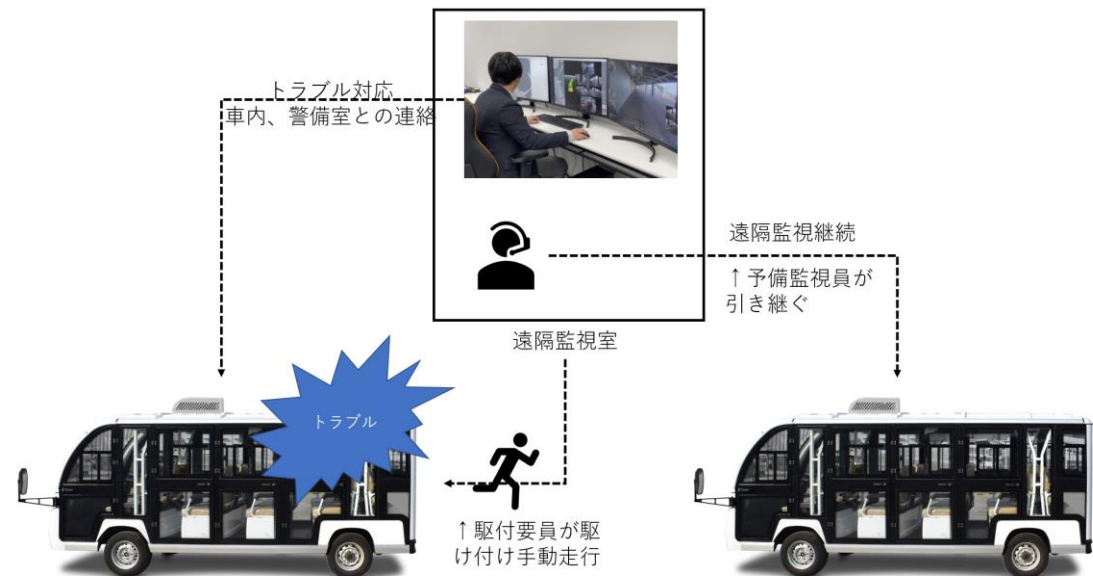 トラブル対応
車内、警備室との連絡
遠隔監視継続
↑予備監視員が
引き継ぐ
遠隔監視室
トラブル
↑駆付要員が駆
け付け手動走行